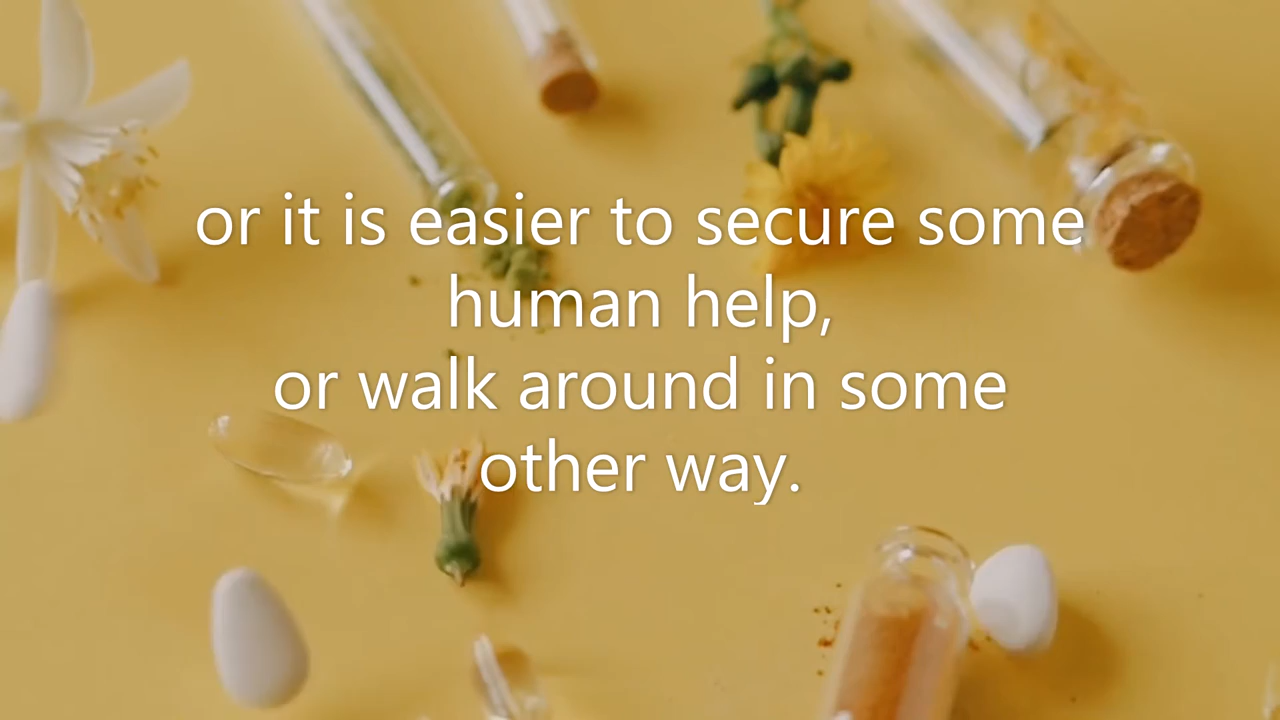 or it is easier to secure some
human help,
or walk around in some
other way.